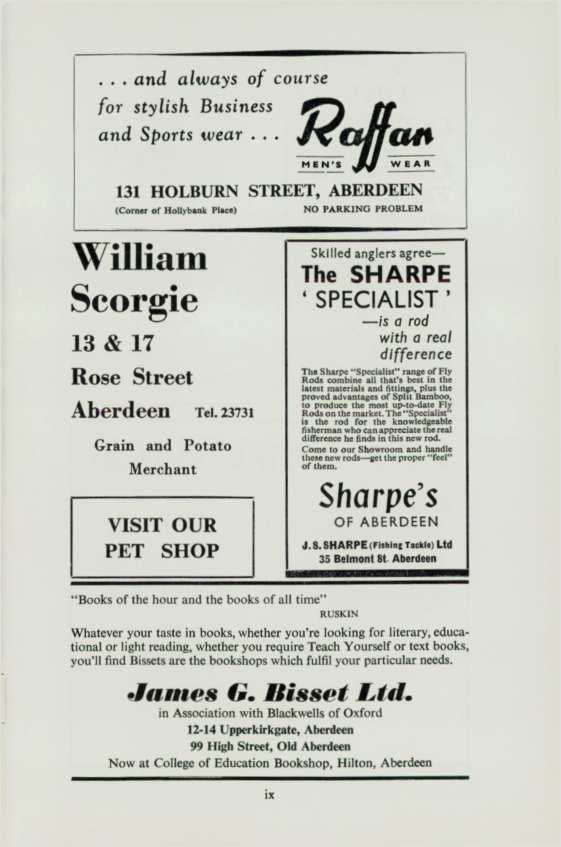 . . . and always of course
for stylish Business
and Sports wear . . .
Raffan
MEN'S WEAR
131 HOLBURN STREET, ABERDEEN
(Corner of Hollybank Place) NO PARKING PROBLEM
William
Scorgie
13 & 17
Rose Street
Aberdeen Tel. 23731
Grain and Potato
Merchant
VISIT OUR
PET SHOP
Skilled anglers agree—
The SHARPE
‘ SPECIALIST ’
—is a rod
with a real
difference
The Sharpe "Specialist" range of Fly
Rods combine all that's best in the
latest materials and fittings, plus the
proved advantages of Split Bamboo,
to produce the most up-to-date Fly
Rods on the market. The "Specialist"
is the rod for the knowledgeable
fisherman who can appreciate the real
difference he finds in this new rod.
Come to our Showroom and handle
these new rods—get the proper "feel"
of them.
Sharpe's
OF ABERDEEN
J. S. SHARPE (Fishing Tackle) Ltd
35 Belmont St. Aberdeen
"Books of the hour and the books of all time"
RUSKIN
Whatever your taste in books, whether you're looking for literary, educa-
tional or light reading, whether you require Teach Yourself or text books,
you'll find Bissets are the bookshops which fulfil your particular needs.
James G. Bisset Ltd.
in Association with Blackwells of Oxford
12-14 Upperkirkgate, Aberdeen
99 High Street, Old Aberdeen
Now at College of Education Bookshop, Hilton, Aberdeen
ix